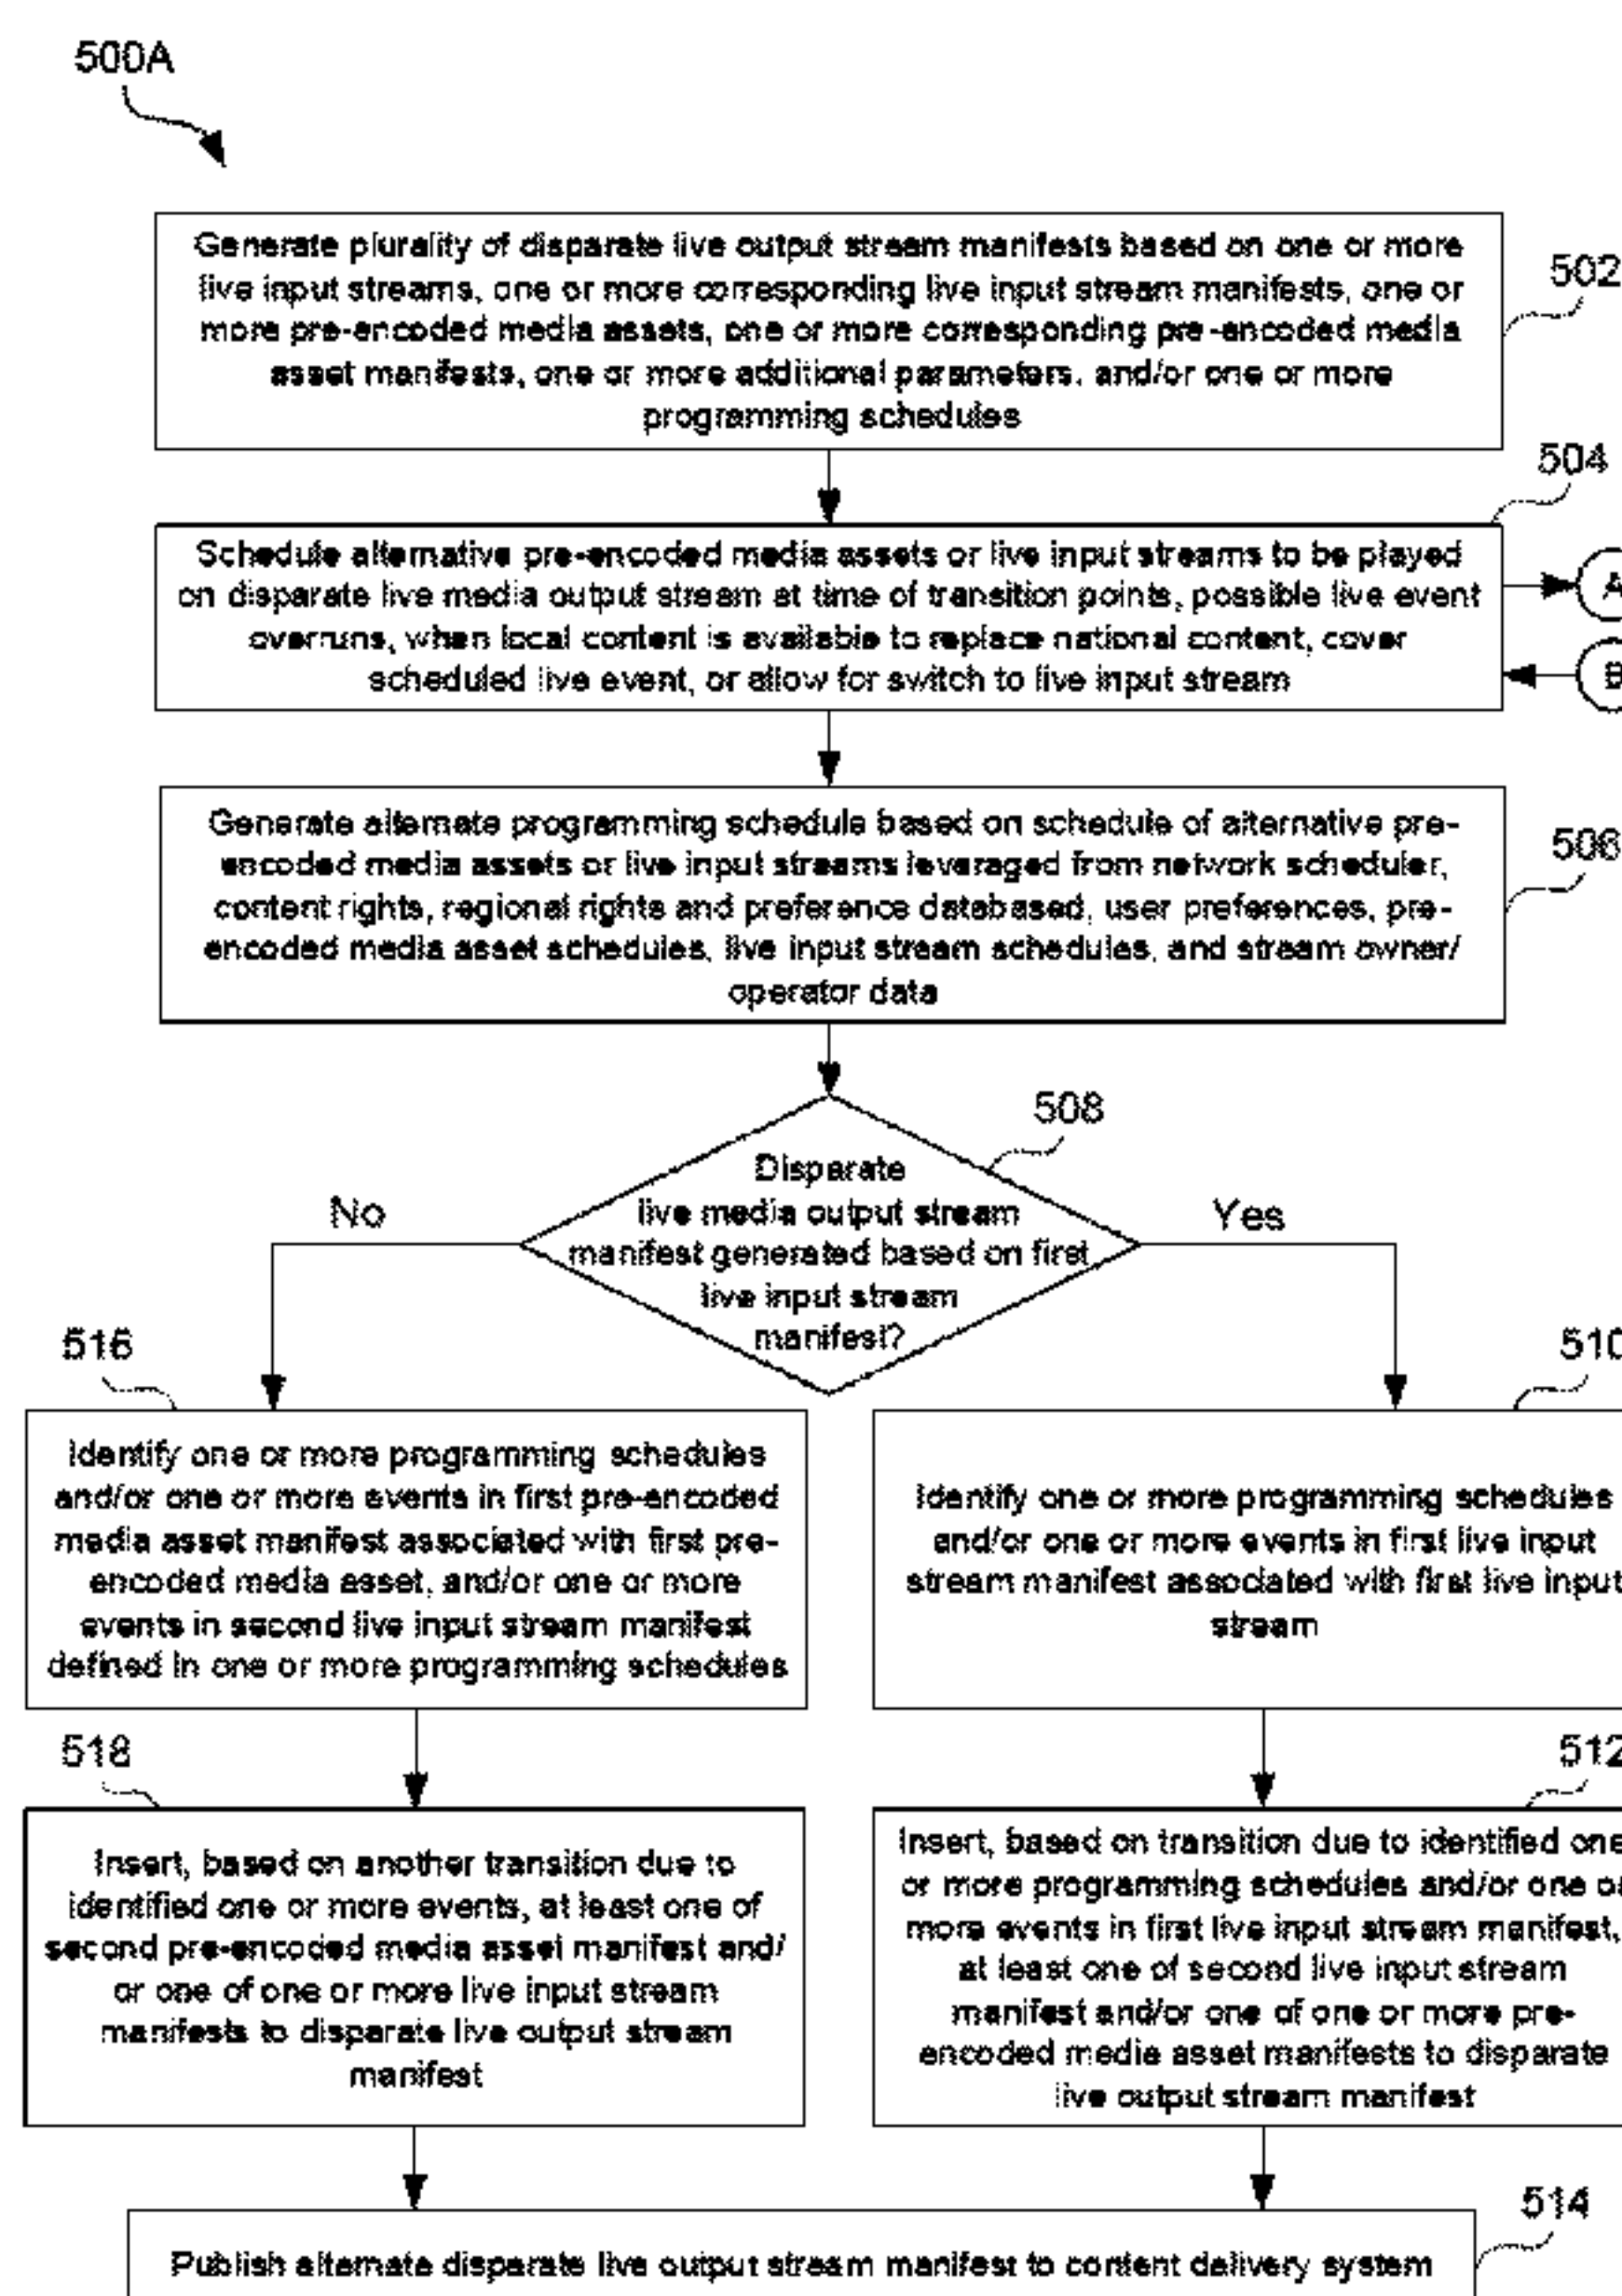 500A
Generate plurality of disparate live output stream manifests based on one or more
live input streams, one or more corresponding live input stream manifests, one or
more pre-encoded media assets, one or more corresponding pre-encoded media
asset manifests, one or more additional parameters, and/or one or more
programming schedules
502
504
Schedule alternative pre-encoded media assets or live input streams to be played
on disparate live media output stream at time of transition points, possible live event
overruns, when local content is available to replace national content, cover
scheduled live event, or allow for switch to live input stream
A
B
Generate alternate programming schedule based on schedule of alternative pre-
encoded media assets or live input streams leveraged from network scheduler,
content rights, regional rights and preference databased, user preferences, pre-
encoded media asset schedules, live input stream schedules, and stream owner/
operator data
506
508
Disparate
live media output stream
manifest generated based on first
live input stream
manifest?
No
Yes
516
Identify one or more programming schedules
and/or one or more events in first pre-encoded
media asset manifest associated with first pre-
encoded media asset, and/or one or more
events in second live input stream manifest
defined in one or more programming schedules
510
Identify one or more programming schedules
and/or one or more events in first live input
stream manifest associated with first live input
stream
518
Insert, based on another transition due to
identified one or more events, at least one of
second pre-encoded media asset manifest and/
or one of one or more live input stream
manifests to disparate live output stream
manifest
512
Insert, based on transition due to identified one
or more programming schedules and/or one or
more events in first live input stream manifest,
at least one of second live input stream
manifest and/or one of one or more pre-
encoded media asset manifests to disparate
live output stream manifest
514
Publish alternate disparate live output stream manifest to content delivery system